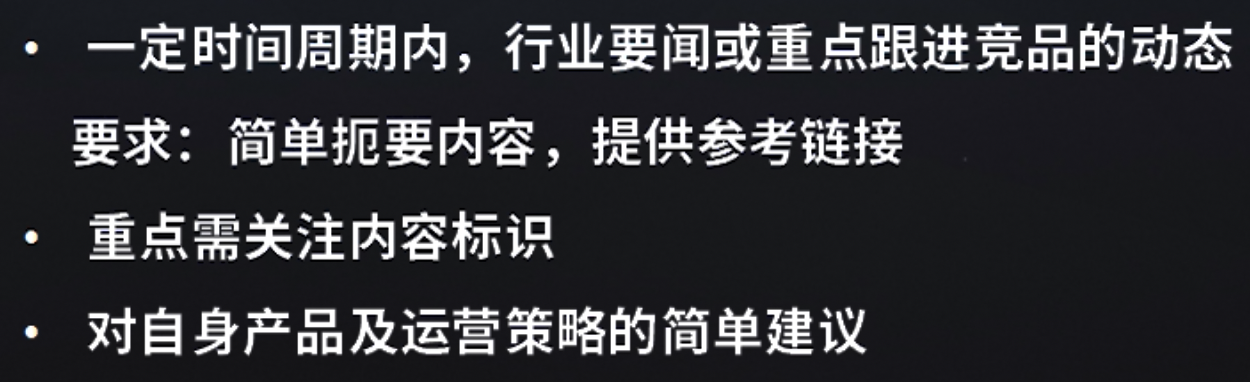 • 一定时间周期内，行业要闻或重点跟进竞品的动态
要求：简单扼要内容，提供参考链接
• 重点需关注内容标识
• 对自身产品及运营策略的简单建议